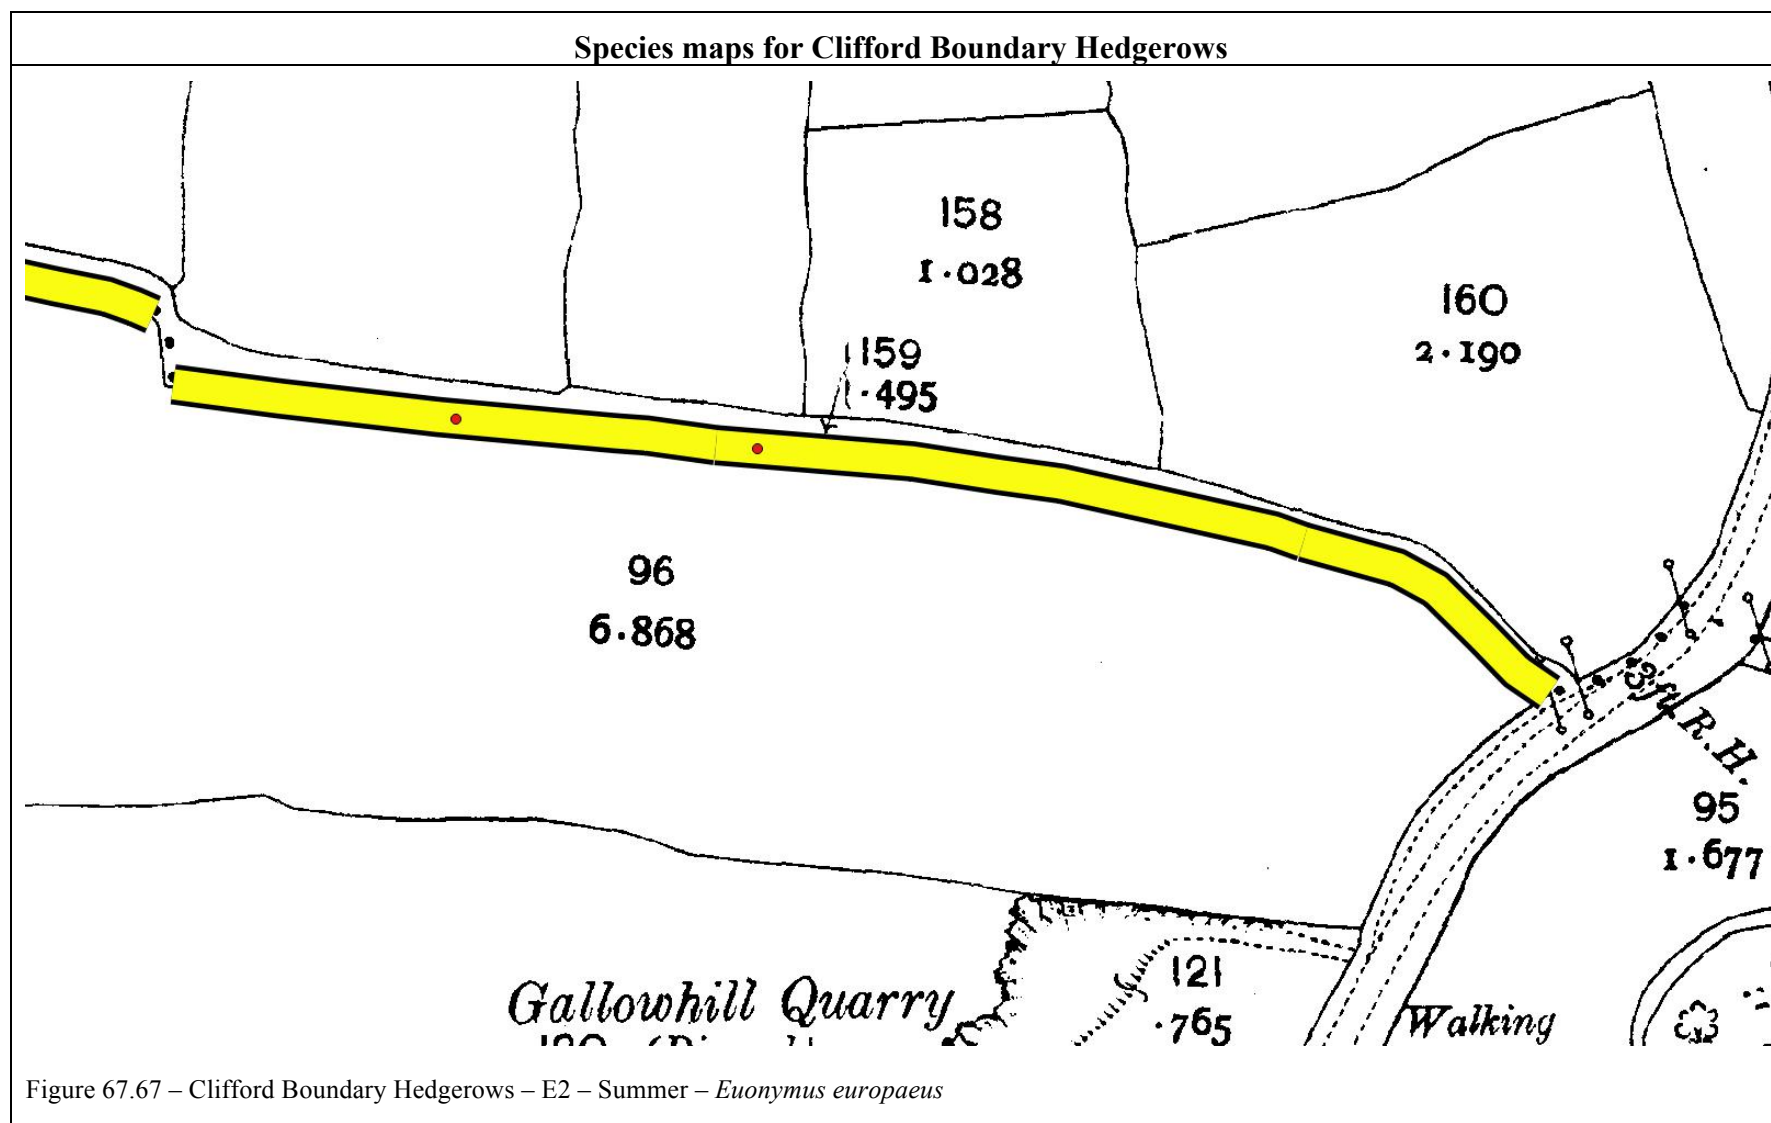 Species maps for Clifford Boundary Hedgerows
158
1.028
160
2.190
159
.495
96
6.868
3ft R.H.
95
1.677
121
.765
Gallowhill Quarry
Walking
Figure 67.67 – Clifford Boundary Hedgerows – E2 – Summer – Euonymus europaeus